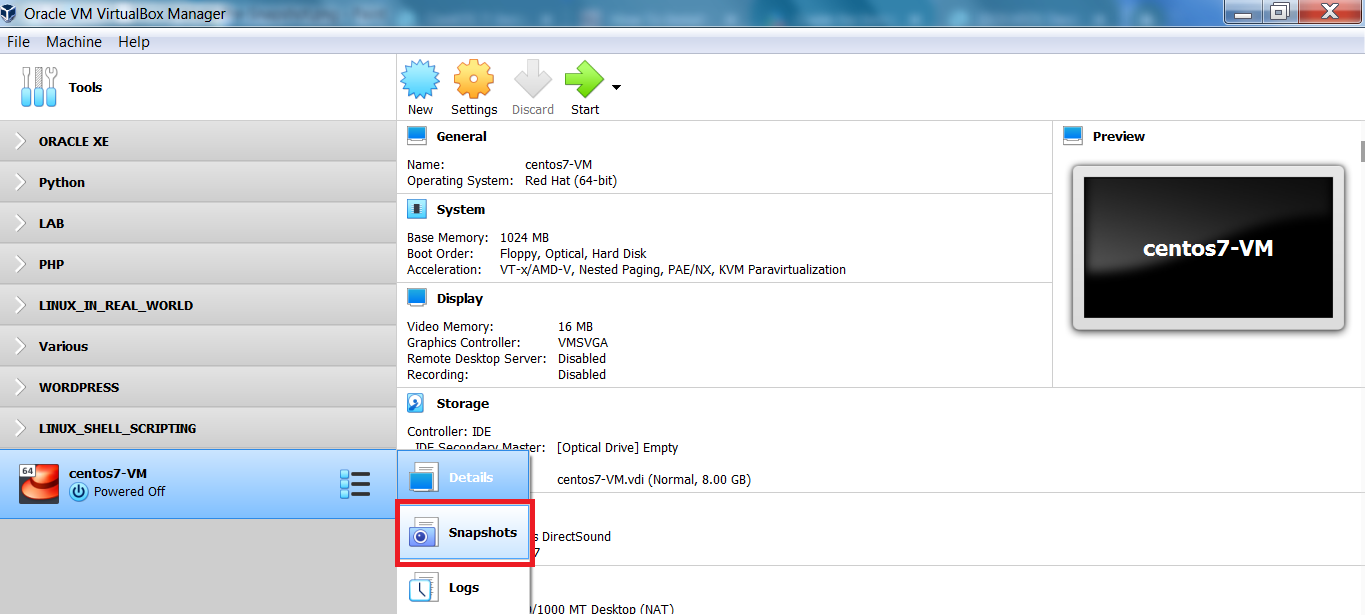 Oracle VM VirtualBox Manager
File Machine Help
Tools
New Settings Discard Start
ORACLE XE
Python
LAB
PHP
LINUX_IN_REAL_WORLD
Various
WORDPRESS
LINUX_SHELL_SCRIPTING
64
centos7-VM
Powered Off
Details
Snapshots
Logs
General
Name: centos7-VM
Operating System: Red Hat (64-bit)
System
Base Memory: 1024 MB
Boot Order: Floppy, Optical, Hard Disk
Acceleration: VT-x/AMD-V, Nested Paging, PAE/NX, KVM Paravirtualization
Display
Video Memory: 16 MB
Graphics Controller: VMSVGA
Remote Desktop Server: Disabled
Recording: Disabled
Storage
Controller: IDE
IDE Secondary Master: [Optical Drive] Empty
centos7-VM.vdi (Normal, 8.00 GB)
s DirectSound
7
0/1000 MT Desktop (NAT)
Preview
centos7-VM